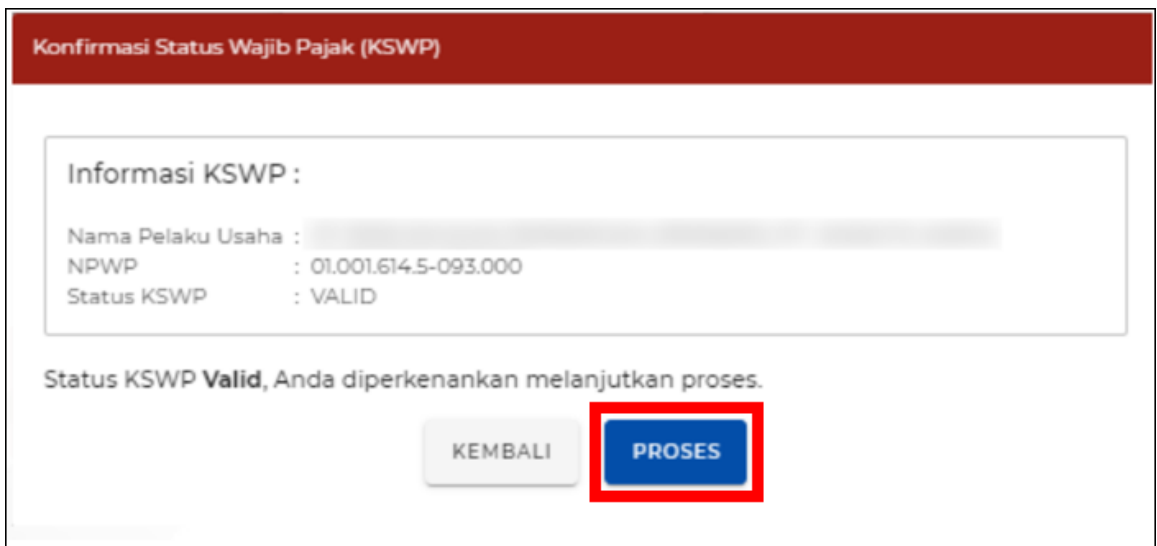 Konfirmasi Status Wajib Pajak (KSWP)
Informasi KSWP :
Nama Pelaku Usaha :
NPWP : 01.001.614.5-093.000
Status KSWP : VALID
Status KSWP Valid, Anda diperkenankan melanjutkan proses.
KEMBALI PROSES